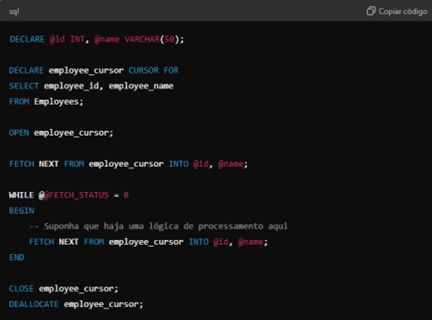 sql
Copiar código
DECLARE @id INT, @name VARCHAR(50);
DECLARE employee_cursor CURSOR FOR
SELECT employee_id, employee_name
FROM Employees;
OPEN employee_cursor;
FETCH NEXT FROM employee_cursor INTO @id, @name;
WHILE @@FETCH_STATUS = 0
BEGIN
    -- Suponha que haja uma lógica de processamento aqui
    FETCH NEXT FROM employee_cursor INTO @id, @name;
END
CLOSE employee_cursor;
DEALLOCATE employee_cursor;